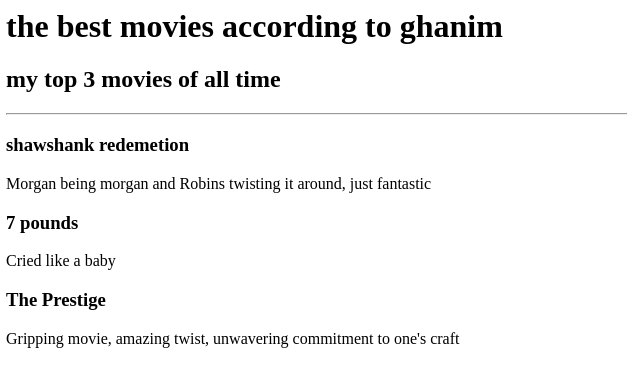 the best movies according to ghanim
my top 3 movies of all time
shawshank redemetion
Morgan being morgan and Robins twisting it around, just fantastic
7 pounds
Cried like a baby
The Prestige
Gripping movie, amazing twist, unwavering commitment to one's craft